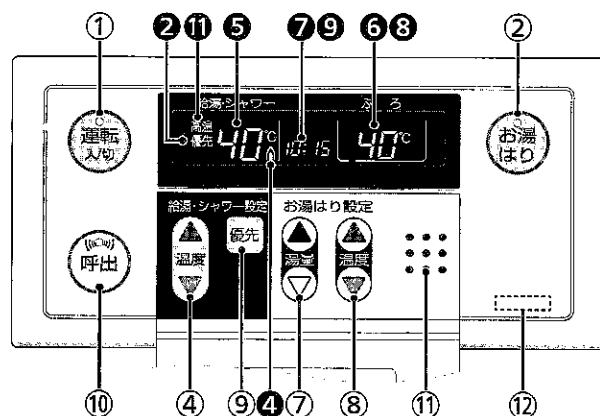 ① ❷ ⓫ ❺ ❼ ❾ ❻ ❽ ②
給湯・シャワー ふろ
高温
優先 40℃ 10:15 40℃
運転
入/切
お湯
はり
給湯・シャワー設定 お湯はり設定
温度 優先 湯量 温度
呼出
⑩ ④ ⑨ ❹ ⑦ ⑧ ⑪ ⑫